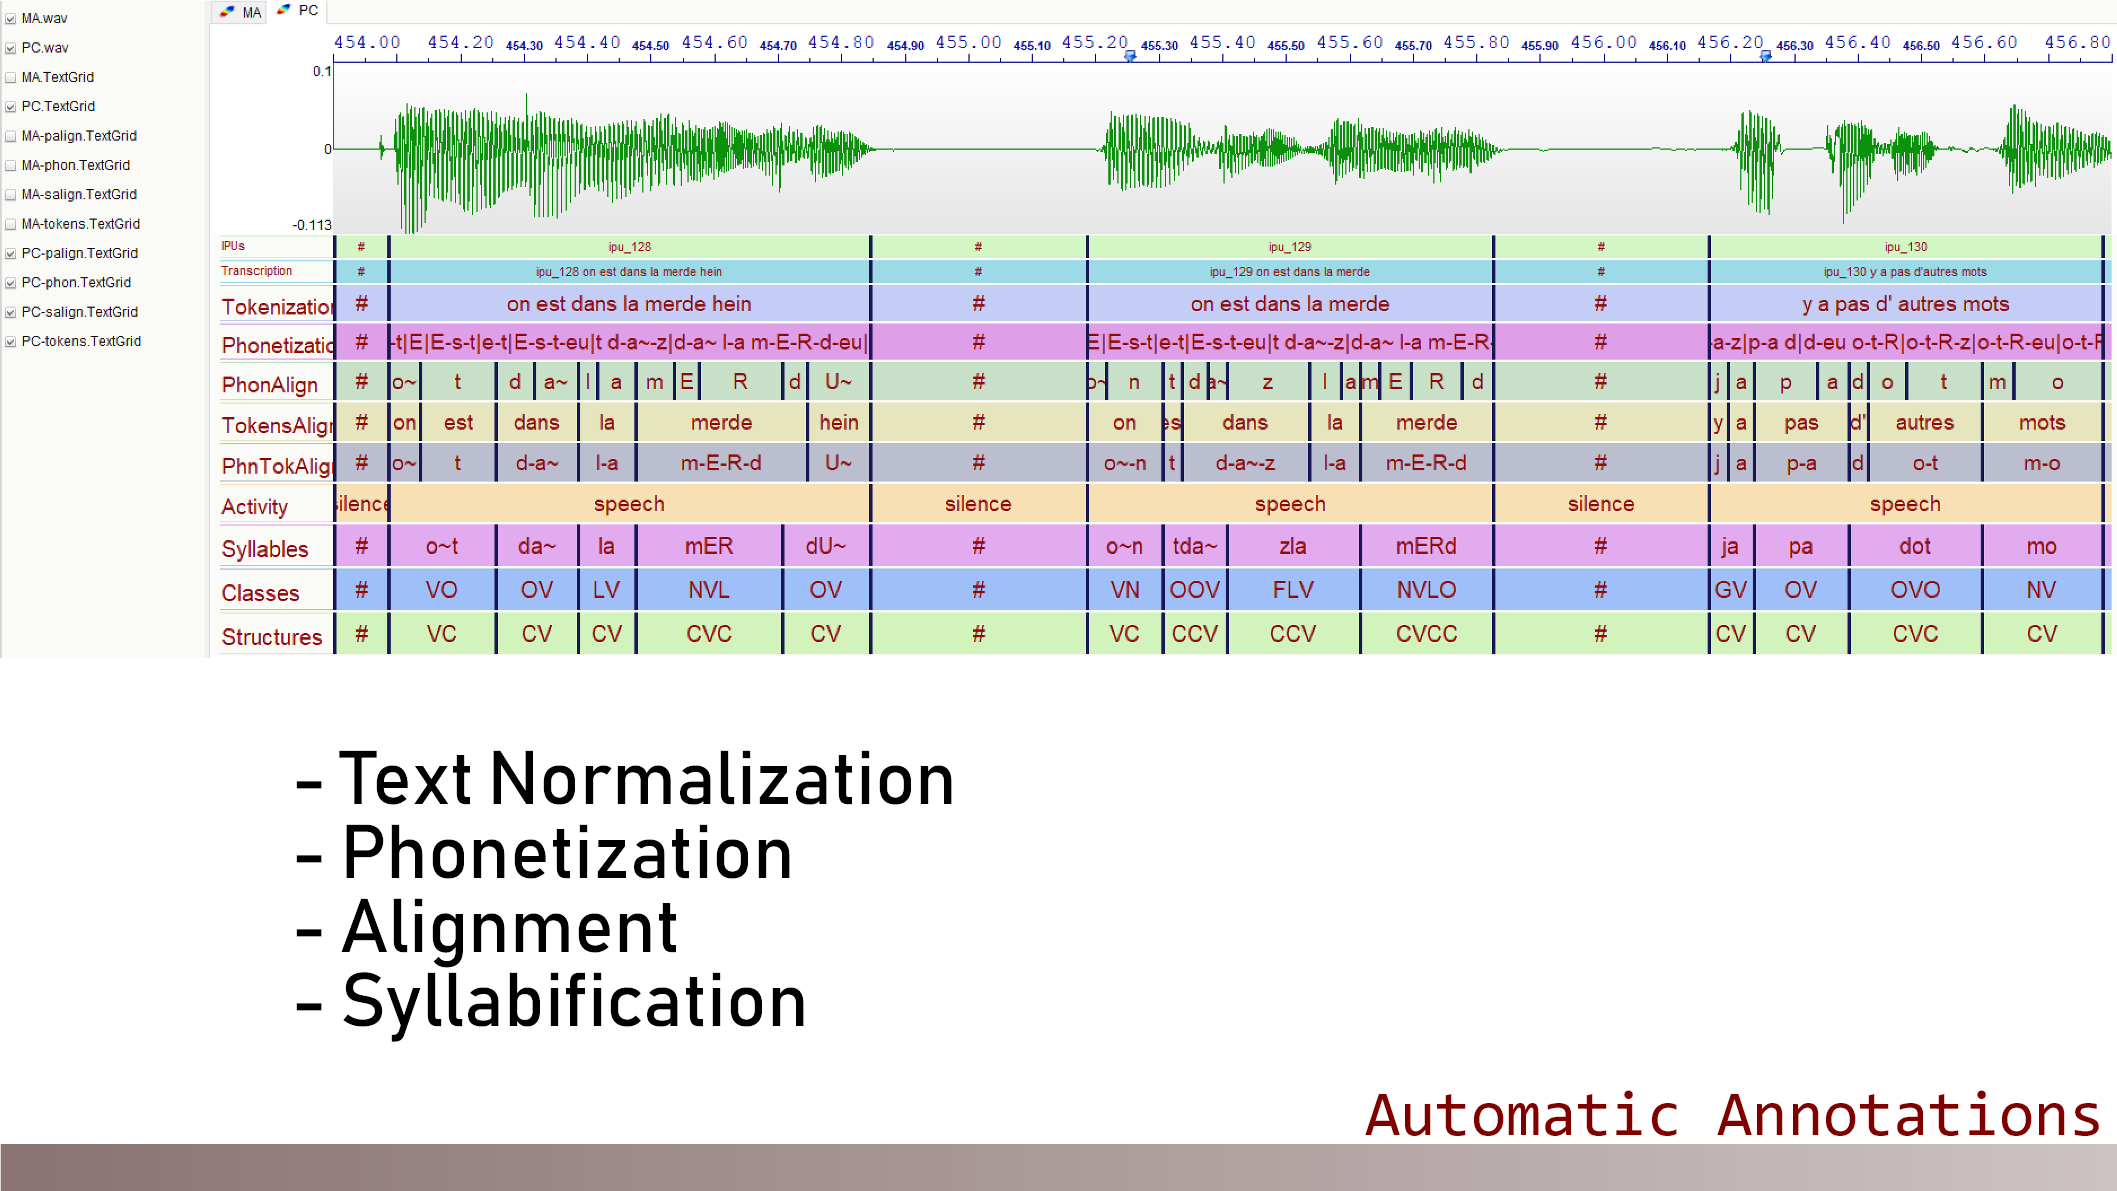 MA.wav
PC.wav
MA.TextGrid
PC.TextGrid
MA-palign.TextGrid
MA-phon.TextGrid
MA-salign.TextGrid
MA-tokens.TextGrid
PC-palign.TextGrid
PC-phon.TextGrid
PC-salign.TextGrid
PC-tokens.TextGrid
MA PC
454.00 454.20 454.30 454.40 454.50 454.60 454.70 454.80 454.90 455.00 455.10 455.20 455.30 455.40 455.50 455.60 455.70 455.80 455.90 456.00 456.10 456.20 456.30 456.40 456.50 456.60 456.80
0.1
0
-0.113
IPUs # ipu_128 # ipu_129 # ipu_130
Transcription # ipu_128 on est dans la merde hein # ipu_129 on est dans la merde # ipu_130 y a pas d'autres mots
Tokenization # on est dans la merde hein # on est dans la merde # y a pas d' autres mots
Phonetizatio # -t|E|E-s-t|e-t|E-s-t-eu|t d-a~-z|d-a~ l-a m-E-R-d-eu| # E|E-s-t|e-t|E-s-t-eu|t d-a~-z|d-a~ l-a m-E-R- # -a-z|p-a d|d-eu o-t-R|o-t-R-z|o-t-R-eu|o-t-R
PhonAlign # o~ t d a~ l a m E R d U~ # o~ n t d a~ z l a m E R d # j a p a d o t m o
TokensAlign # on est dans la merde hein # on es dans la merde # y a pas d' autres mots
PhnTokAlig # o~ t d-a~ l-a m-E-R-d U~ # o~-n t d-a~-z l-a m-E-R-d # j a p-a d o-t m-o
Activity silence speech silence speech silence speech
Syllables # o~t da~ la mER dU~ # o~n tda~ zla mERd # ja pa dot mo
Classes # VO OV LV NVL OV # VN OOV FLV NVLO # GV OV OVO NV
Structures # VC CV CV CVC CV # VC CCV CCV CVCC # CV CV CVC CV
- Text Normalization
- Phonetization
- Alignment
- Syllabification
Automatic Annotations